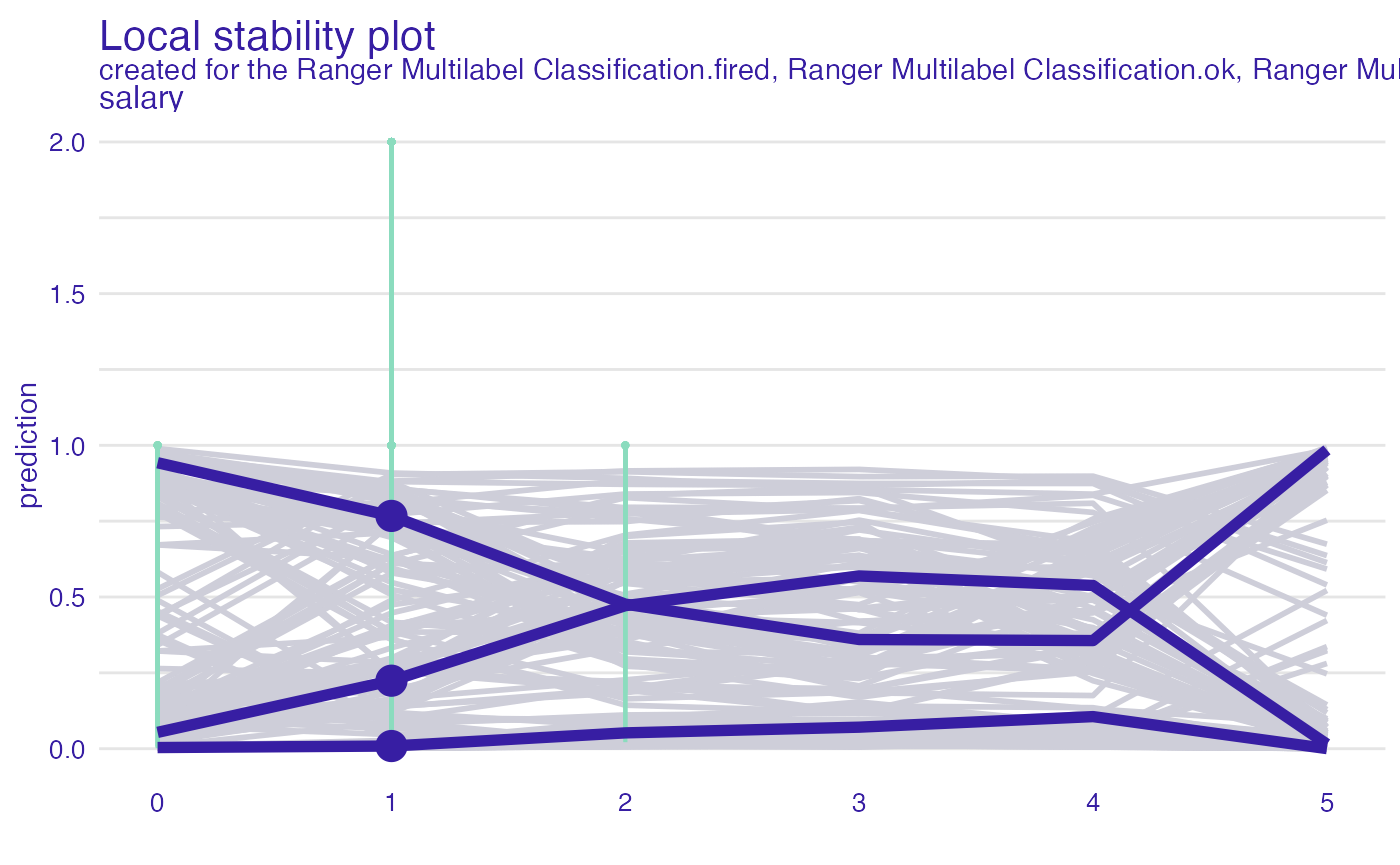 Local stability plot
created for the Ranger Multilabel Classification.fired, Ranger Multilabel Classification.ok, Ranger Mul
salary
2.0
1.5
1.0
0.5
0.0
prediction
0 1 2 3 4 5